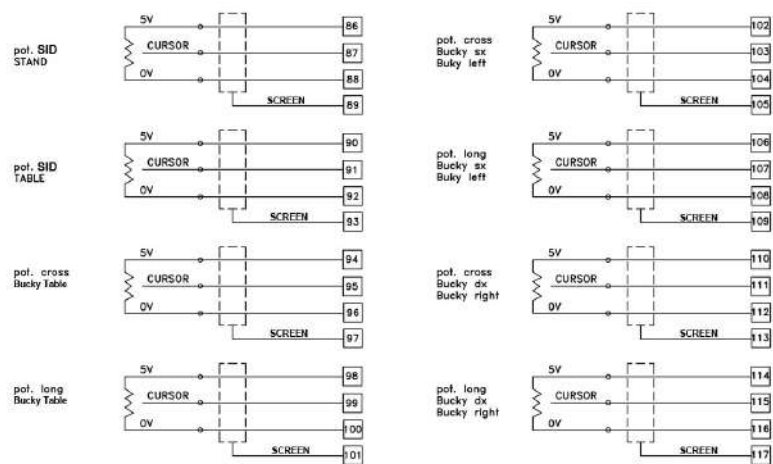 5V
86
pot. SID
STAND
CURSOR
87
0V
88
SCREEN
89
5V
90
pot. SID
TABLE
CURSOR
91
0V
92
SCREEN
93
5V
94
pot. cross
Bucky Table
CURSOR
95
0V
96
SCREEN
97
5V
98
pot. long
Bucky Table
CURSOR
99
0V
100
SCREEN
101
5V
102
pot. cross
Bucky sx
Buky left
CURSOR
103
0V
104
SCREEN
105
5V
106
pot. long
Bucky sx
Buky left
CURSOR
107
0V
108
SCREEN
109
5V
110
pot. cross
Bucky dx
Bucky right
CURSOR
111
0V
112
SCREEN
113
5V
114
pot. long
Bucky dx
Bucky right
CURSOR
115
0V
116
SCREEN
117